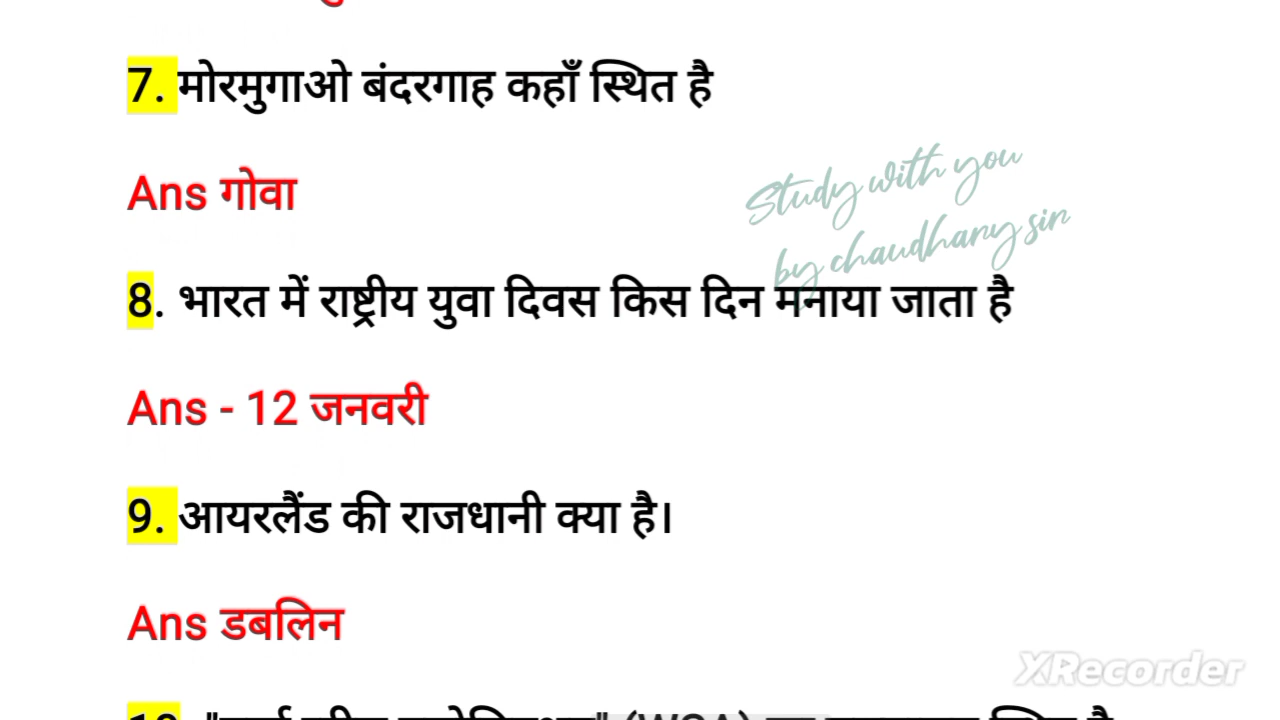 7. मोरमुगाओ बंदरगाह कहाँ स्थित है
Ans गोवा
Study with you
by chaudhary sir
8. भारत में राष्ट्रीय युवा दिवस किस दिन मनाया जाता है
Ans - 12 जनवरी
9. आयरलैंड की राजधानी क्या है।
Ans डबलिन
XRecorder